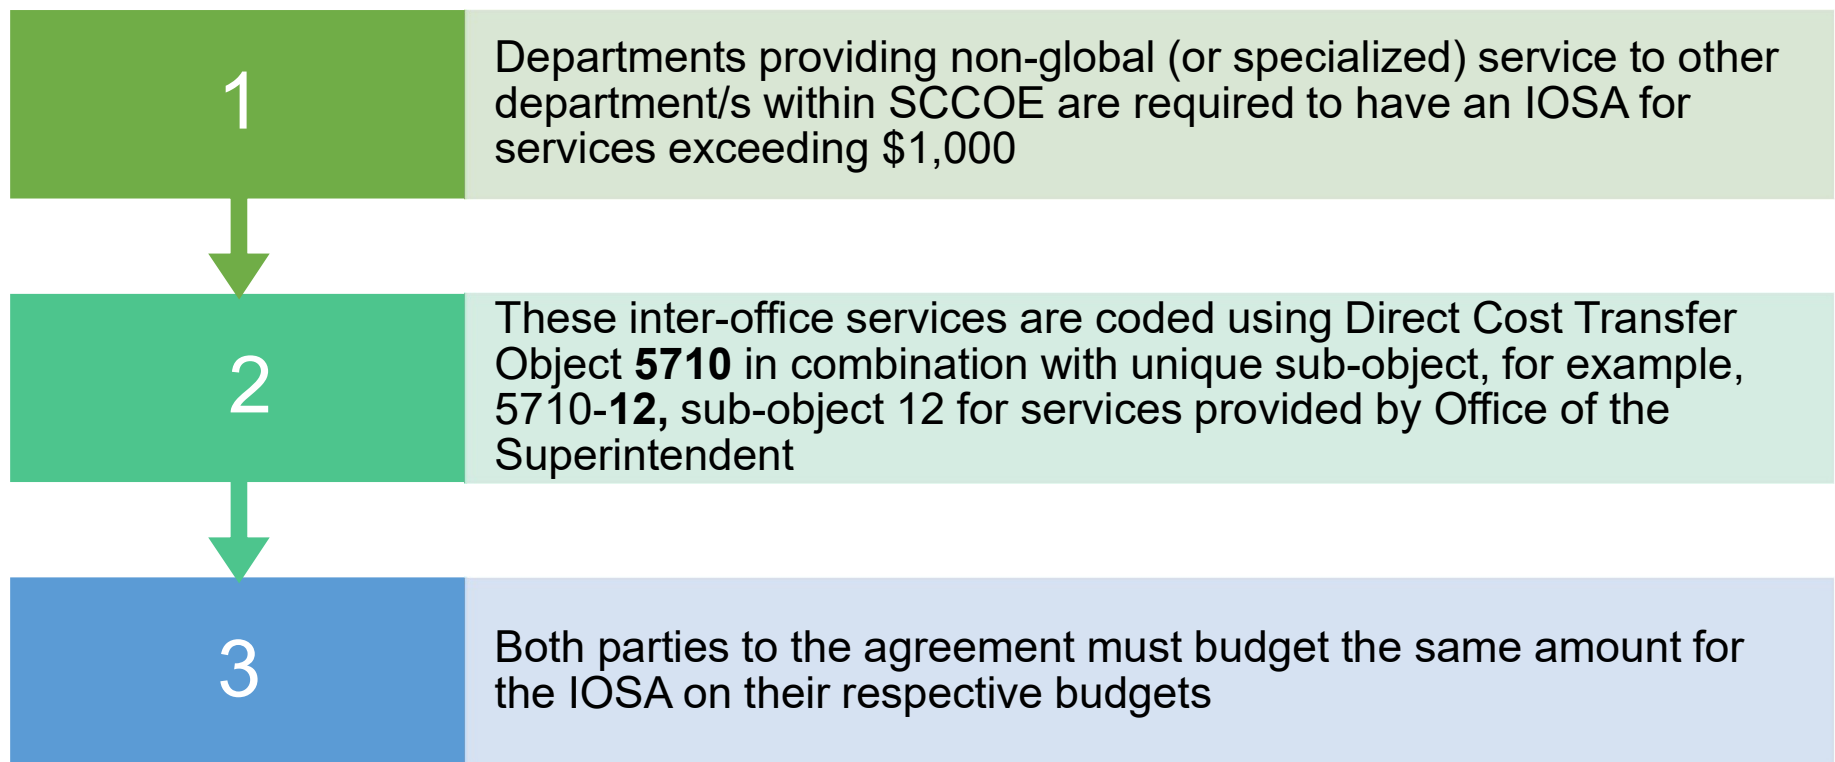 1
Departments providing non-global (or specialized) service to other
department/s within SCCOE are required to have an IOSA for
services exceeding $1,000
2
These inter-office services are coded using Direct Cost Transfer
Object 5710 in combination with unique sub-object, for example,
5710-12, sub-object 12 for services provided by Office of the
Superintendent
3
Both parties to the agreement must budget the same amount for
the IOSA on their respective budgets